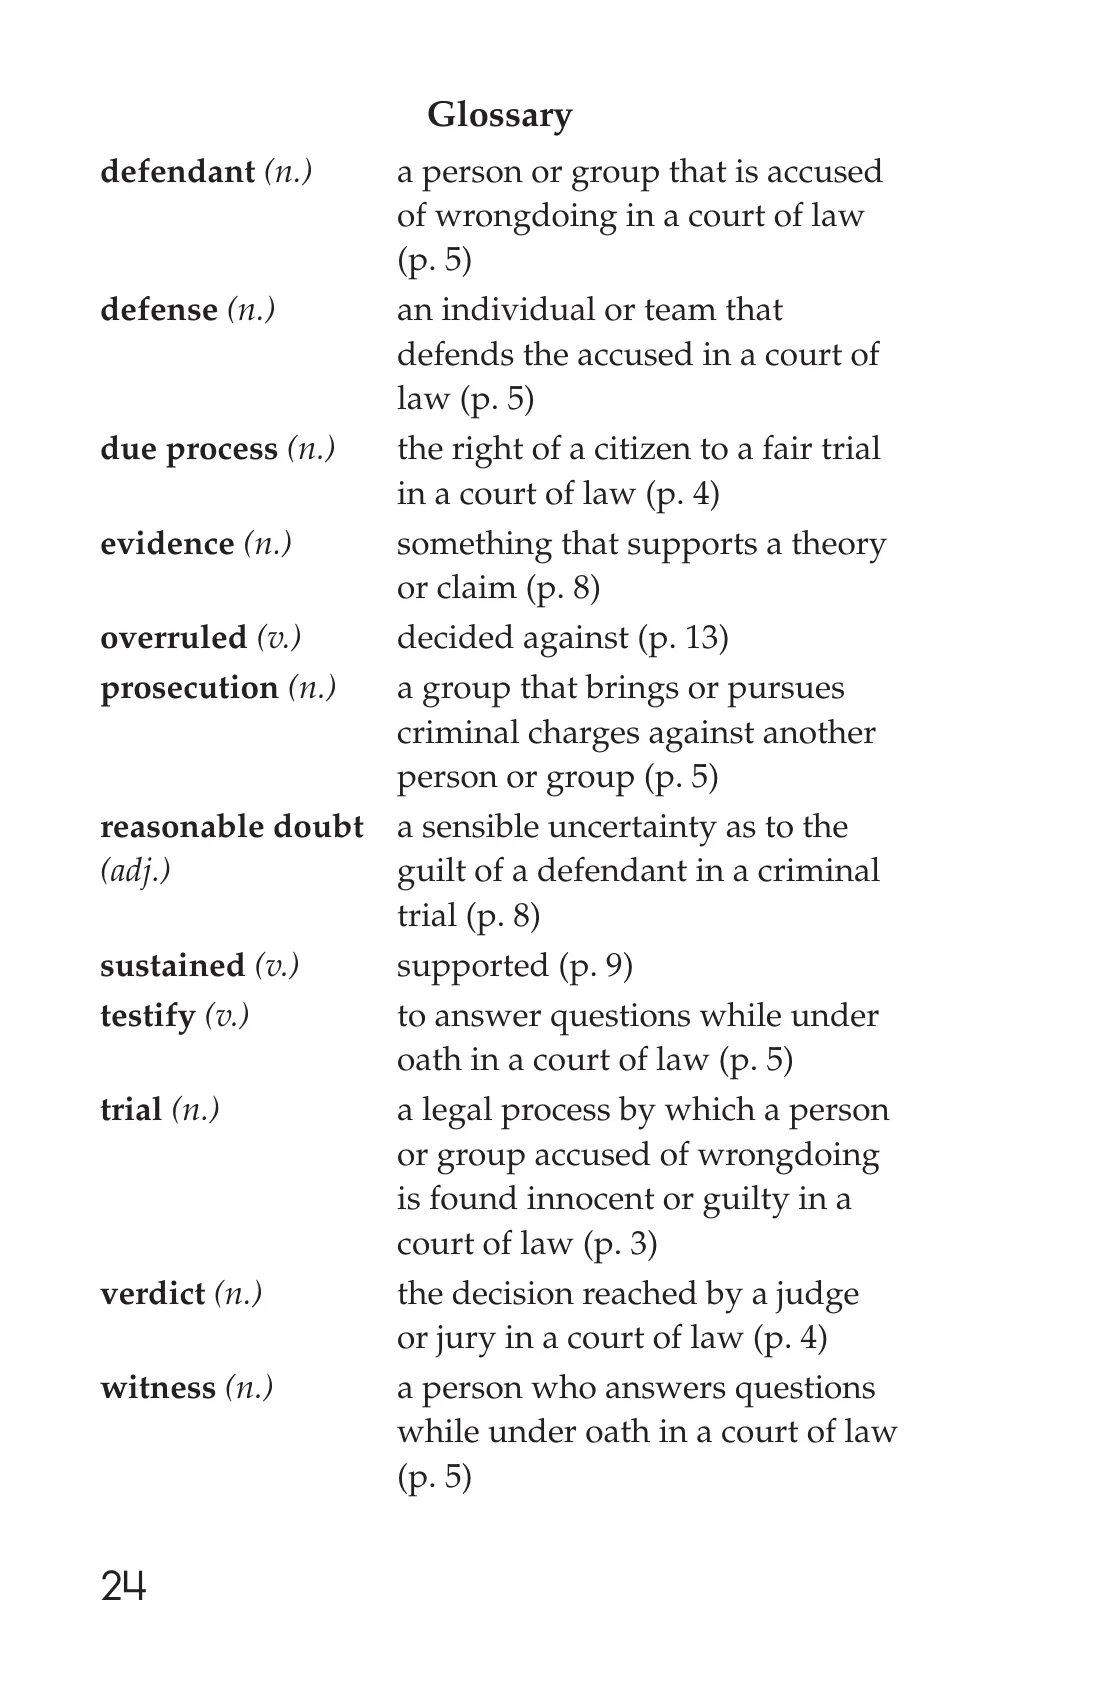 Glossary
defendant (n.) a person or group that is accused
of wrongdoing in a court of law
(p. 5)
defense (n.) an individual or team that
defends the accused in a court of
law (p. 5)
due process (n.) the right of a citizen to a fair trial
in a court of law (p. 4)
evidence (n.) something that supports a theory
or claim (p. 8)
overruled (v.) decided against (p. 13)
prosecution (n.) a group that brings or pursues
criminal charges against another
person or group (p. 5)
reasonable doubt a sensible uncertainty as to the
(adj.) guilt of a defendant in a criminal
trial (p. 8)
sustained (v.) supported (p. 9)
testify (v.) to answer questions while under
oath in a court of law (p. 5)
trial (n.) a legal process by which a person
or group accused of wrongdoing
is found innocent or guilty in a
court of law (p. 3)
verdict (n.) the decision reached by a judge
or jury in a court of law (p. 4)
witness (n.) a person who answers questions
while under oath in a court of law
(p. 5)
24